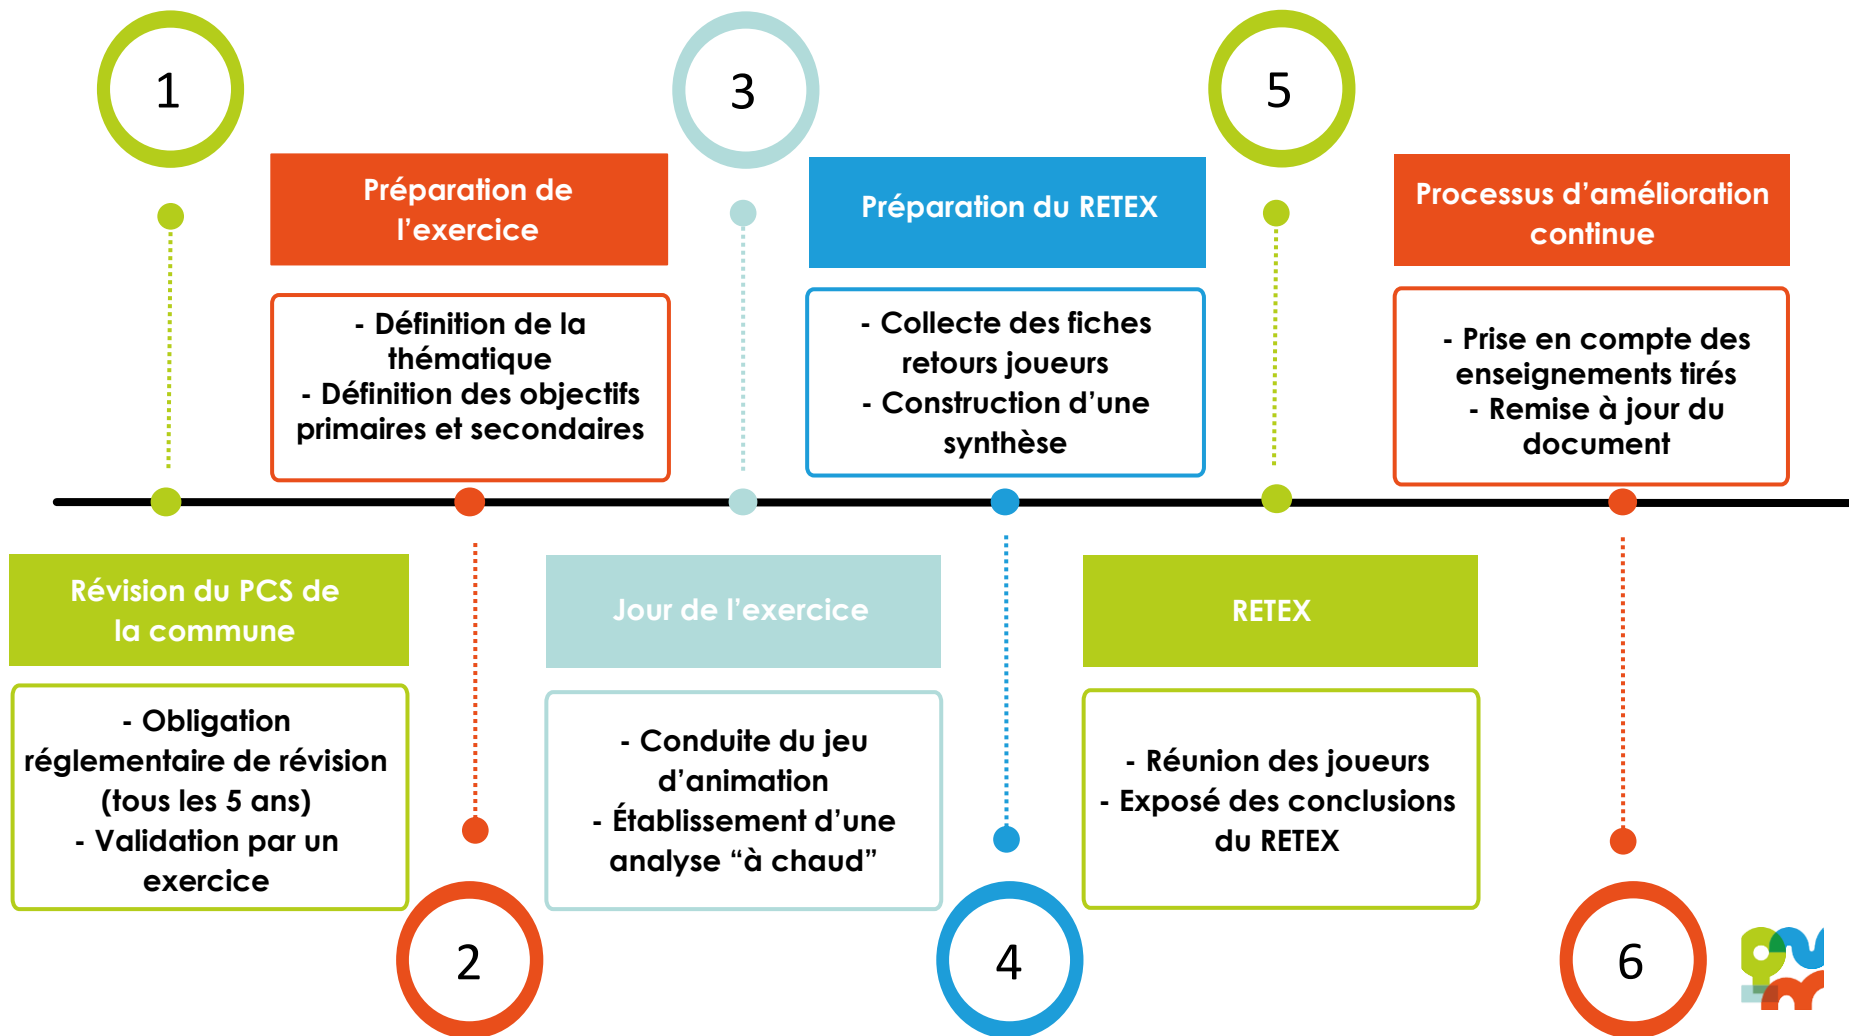 1
Révision du PCS de
la commune
- Obligation
réglementaire de révision
(tous les 5 ans)
- Validation par un
exercice
2
Préparation de
l’exercice
- Définition de la
thématique
- Définition des objectifs
primaires et secondaires
3
Jour de l’exercice
- Conduite du jeu
d’animation
- Établissement d’une
analyse “à chaud”
4
Préparation du RETEX
- Collecte des fiches
retours joueurs
- Construction d’une
synthèse
5
RETEX
- Réunion des joueurs
- Exposé des conclusions
du RETEX
6
Processus d’amélioration
continue
- Prise en compte des
enseignements tirés
- Remise à jour du
document